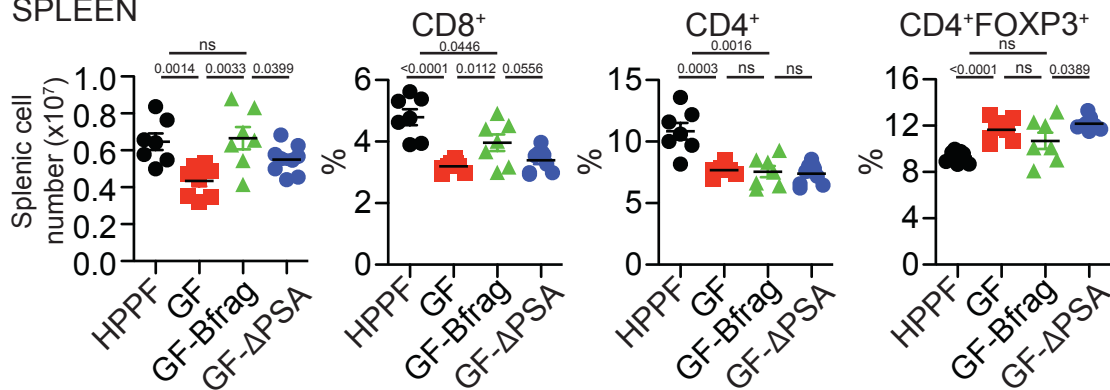 SPLEEN
CD8⁺
CD4⁺
CD4⁺FOXP3⁺
ns
0.0014 0.0033 0.0399
0.0446
<0.0001 0.0112 0.0556
0.0016
0.0003 ns ns
ns
<0.0001 ns 0.0389
Splenic cell
number (x10⁷)
1.0
0.8
0.6
0.4
0.2
0.0
HPPF
GF
GF-Bfrag
GF-ΔPSA
%
6
4
2
0
HPPF
GF
GF-Bfrag
GF-ΔPSA
%
15
10
5
0
HPPF
GF
GF-Bfrag
GF-ΔPSA
%
16
12
8
4
0
HPPF
GF
GF-Bfrag
GF-ΔPSA